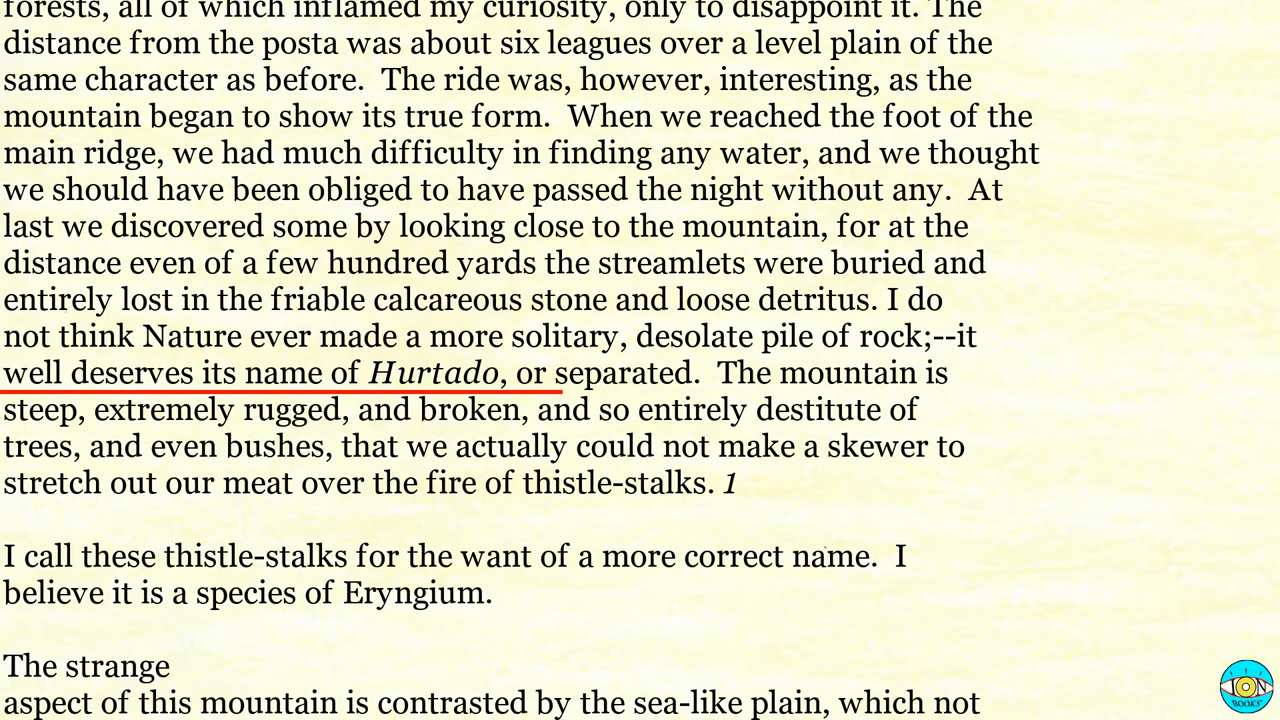 forests, all of which inflamed my curiosity, only to disappoint it. The
distance from the posta was about six leagues over a level plain of the
same character as before.  The ride was, however, interesting, as the
mountain began to show its true form.  When we reached the foot of the
main ridge, we had much difficulty in finding any water, and we thought
we should have been obliged to have passed the night without any.  At
last we discovered some by looking close to the mountain, for at the
distance even of a few hundred yards the streamlets were buried and
entirely lost in the friable calcareous stone and loose detritus. I do
not think Nature ever made a more solitary, desolate pile of rock;--it
well deserves its name of Hurtado, or separated.  The mountain is
steep, extremely rugged, and broken, and so entirely destitute of
trees, and even bushes, that we actually could not make a skewer to
stretch out our meat over the fire of thistle-stalks. 1
I call these thistle-stalks for the want of a more correct name.  I
believe it is a species of Eryngium.
The strange
aspect of this mountain is contrasted by the sea-like plain, which not
ION
BOOKS